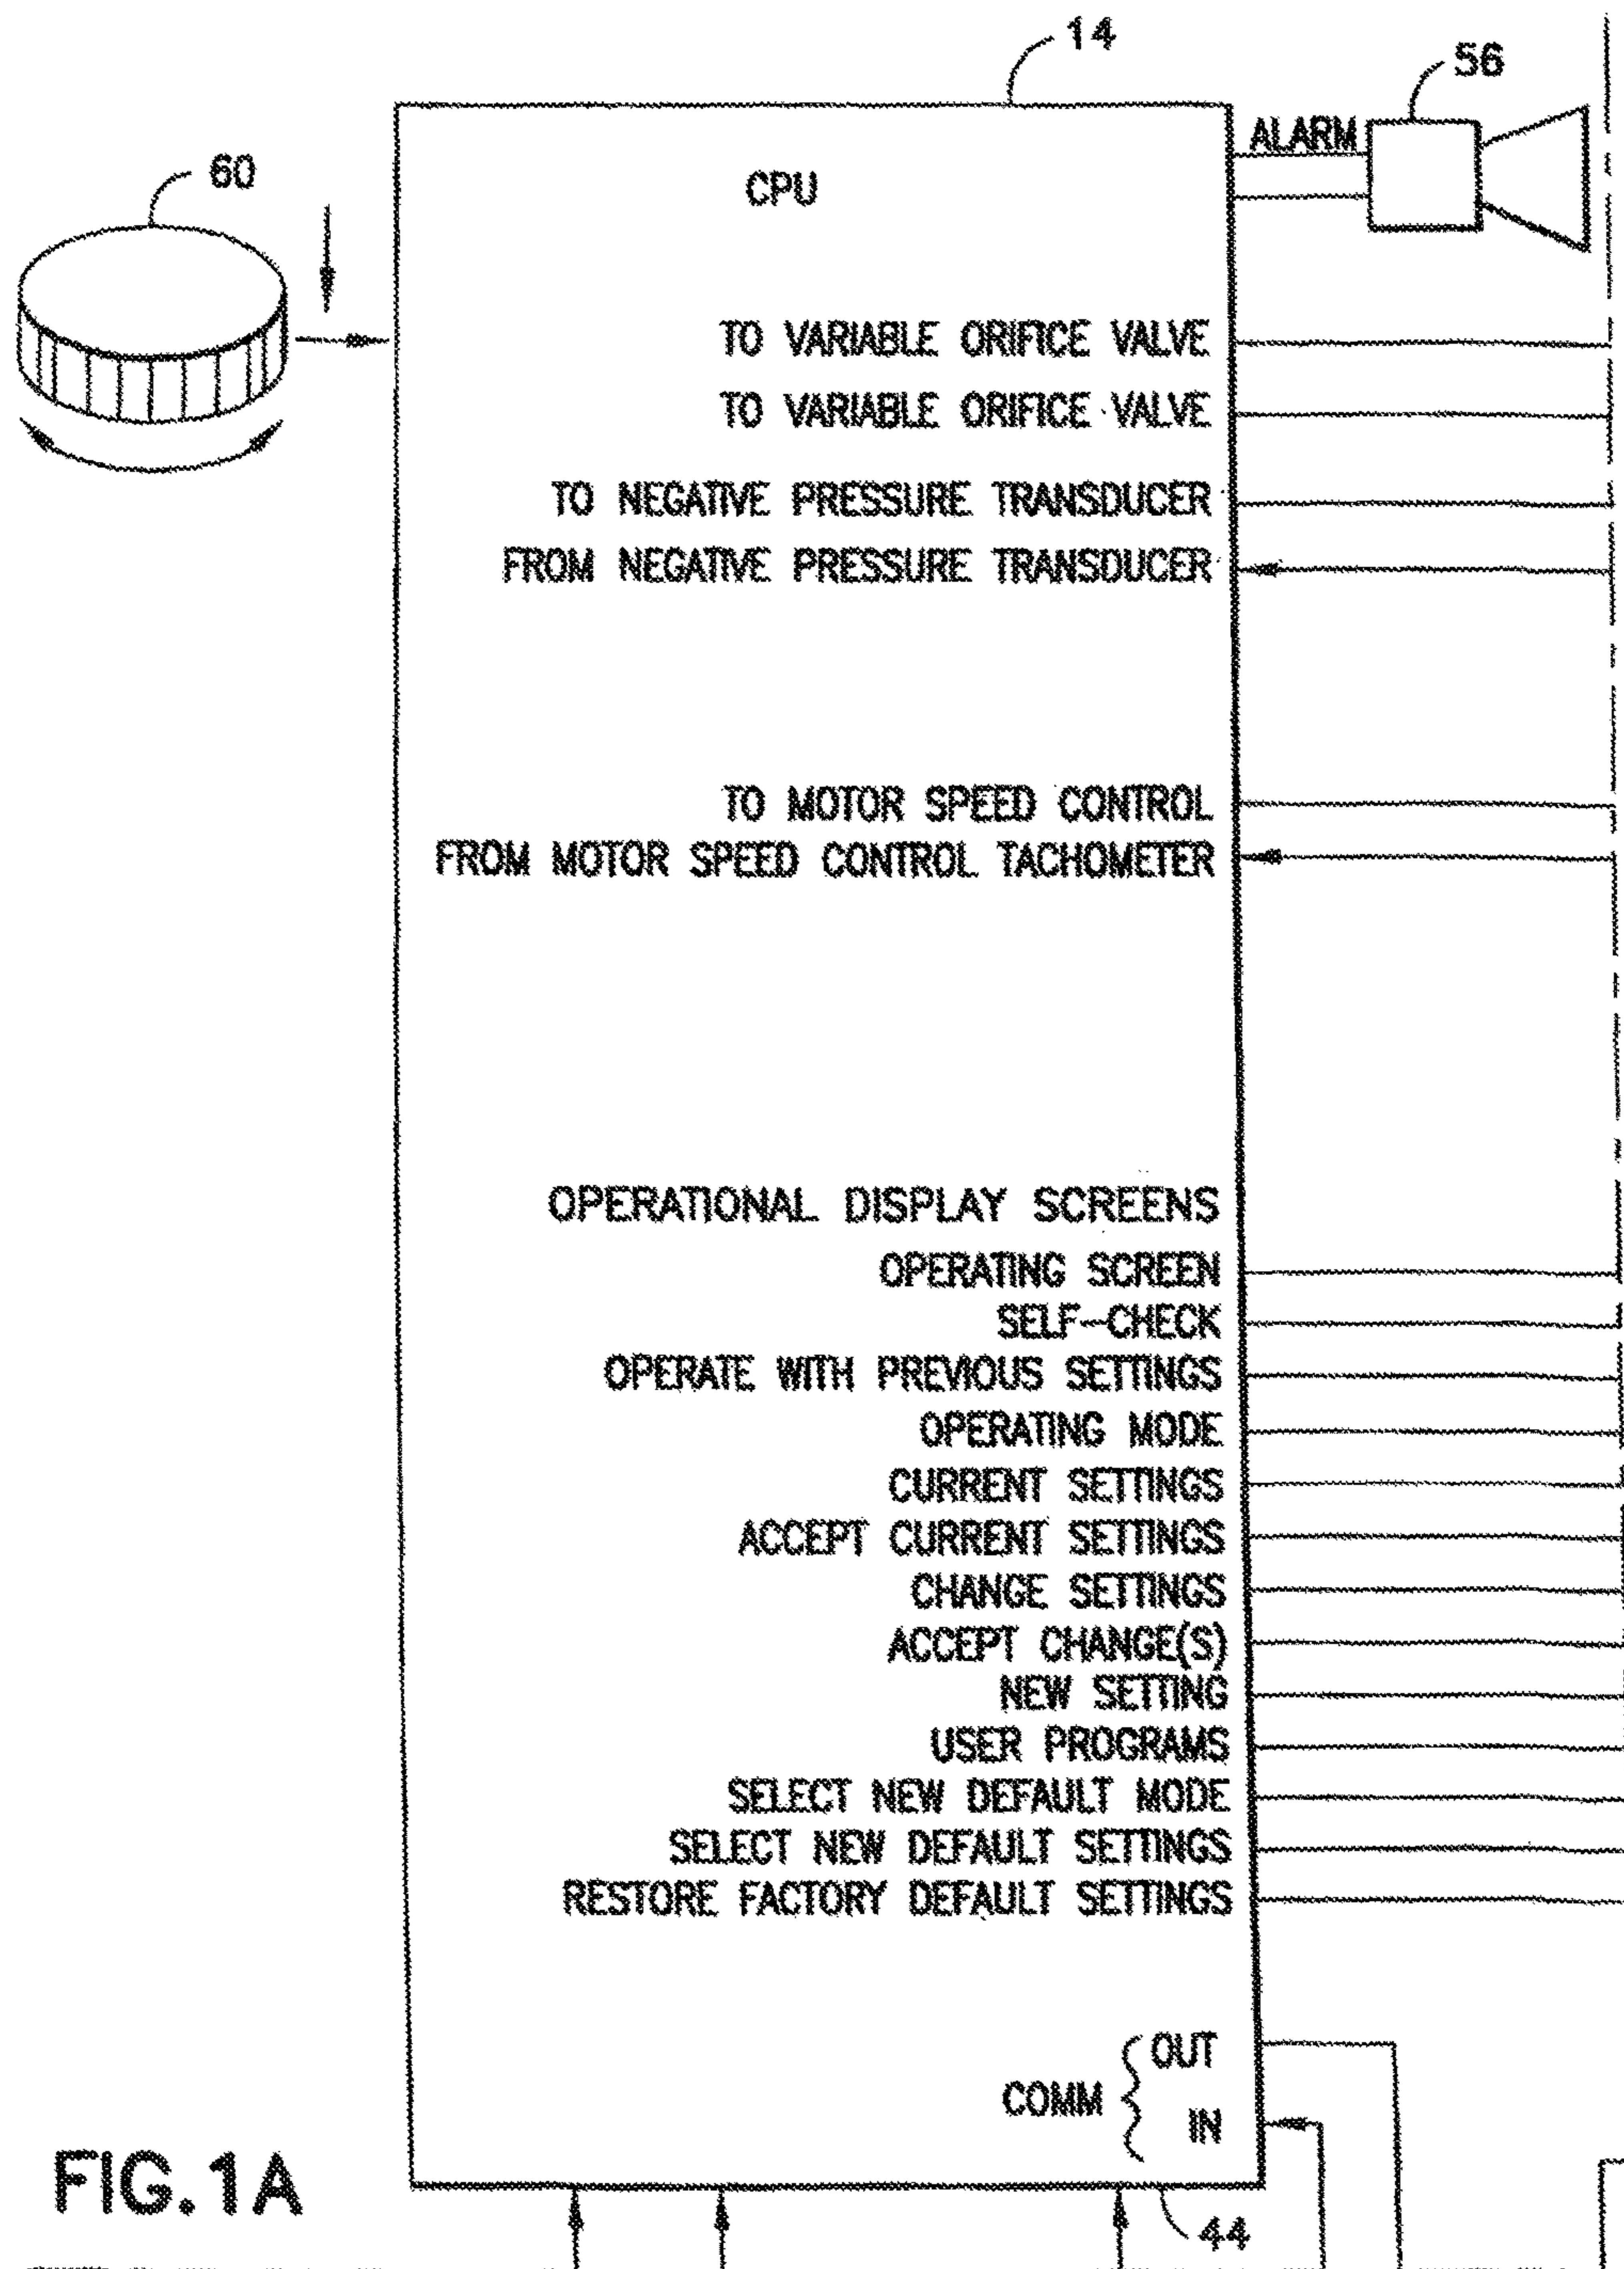 14
56
ALARM
60
CPU
TO VARIABLE ORIFICE VALVE
TO VARIABLE ORIFICE VALVE
TO NEGATIVE PRESSURE TRANSDUCER
FROM NEGATIVE PRESSURE TRANSDUCER
TO MOTOR SPEED CONTROL
FROM MOTOR SPEED CONTROL TACHOMETER
OPERATIONAL DISPLAY SCREENS
OPERATING SCREEN
SELF-CHECK
OPERATE WITH PREVIOUS SETTINGS
OPERATING MODE
CURRENT SETTINGS
ACCEPT CURRENT SETTINGS
CHANGE SETTINGS
ACCEPT CHANGE(S)
NEW SETTING
USER PROGRAMS
SELECT NEW DEFAULT MODE
SELECT NEW DEFAULT SETTINGS
RESTORE FACTORY DEFAULT SETTINGS
OUT
COMM
IN
FIG.1A
44